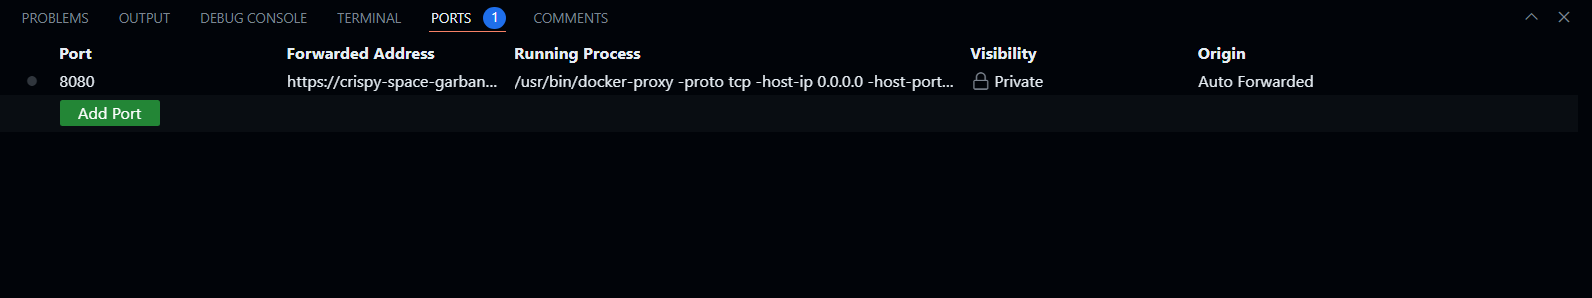 PROBLEMS OUTPUT DEBUG CONSOLE TERMINAL PORTS 1 COMMENTS
Port Forwarded Address Running Process Visibility Origin
8080 https://crispy-space-garban... /usr/bin/docker-proxy -proto tcp -host-ip 0.0.0.0 -host-port... Private Auto Forwarded
Add Port